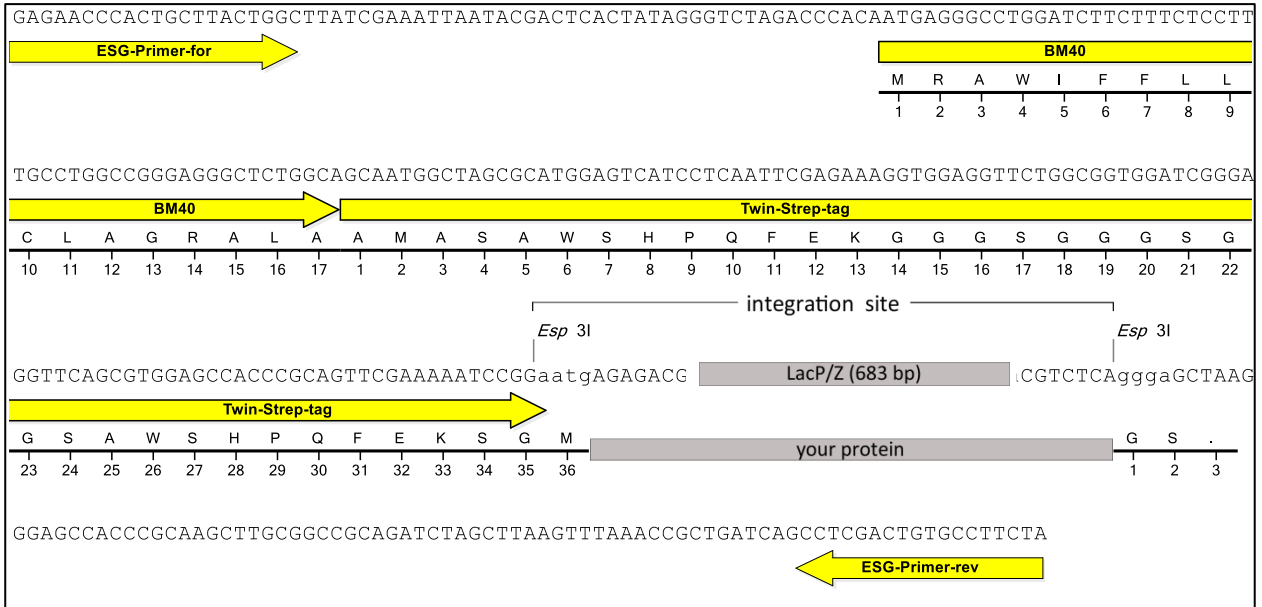 GAGAACCCACTGCTTACTGGCTTATCGAAATTAATACGACTCACTATAGGGTCTAGACCCACAATGAGGGCCTGGATCTTCTTTCTCCTT
ESG-Primer-for BM40
M R A W I F F L L
1 2 3 4 5 6 7 8 9
TGCCTGGCCGGGAGGGCTCTGGCAGCAATGGCTAGCGCATGGAGTCATCCTCAATTCGAGAAAGGTGGAGGTTCTGGCGGTGGATCGGGA
BM40 Twin-Strep-tag
C L A G R A L A A M A S A W S H P Q F E K G G G S G G G S G
10 11 12 13 14 15 16 17 1 2 3 4 5 6 7 8 9 10 11 12 13 14 15 16 17 18 19 20 21 22
integration site
Esp 3I Esp 3I
GGTTCAGCGTGGAGCCACCCGCAGTTCGAAAAATCCGGaatgAGAGACG LacP/Z (683 bp) CGTCTCAgggaGCTAAG
Twin-Strep-tag
G S A W S H P Q F E K S G M your protein G S .
23 24 25 26 27 28 29 30 31 32 33 34 35 36 1 2 3
GGAGCCACCCGCAAGCTTGCGGCCGCAGATCTAGCTTAAGTTTAAACCGCTGATCAGCCTCGACTGTGCCTTCTA
ESG-Primer-rev